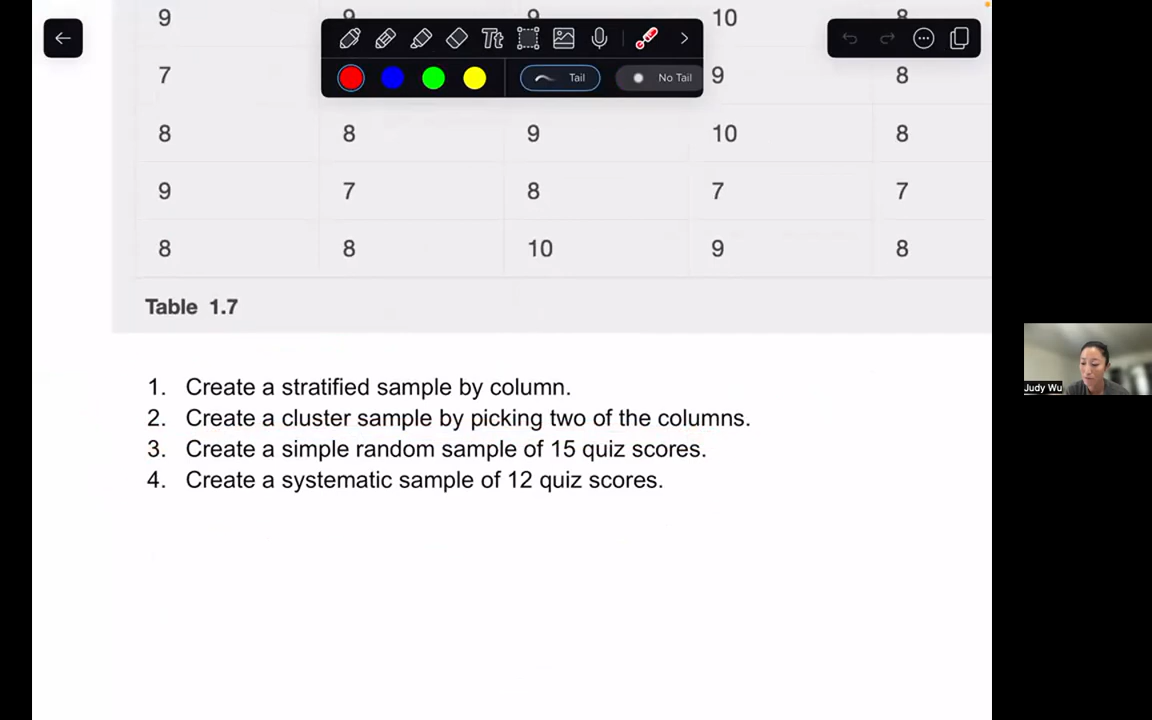 9 9 9 10 8
Tt
7 9 8
Tail No Tail
8 8 9 10 8
9 7 8 7 7
8 8 10 9 8
Table 1.7
1. Create a stratified sample by column.
2. Create a cluster sample by picking two of the columns.
3. Create a simple random sample of 15 quiz scores.
4. Create a systematic sample of 12 quiz scores.
Judy Wu